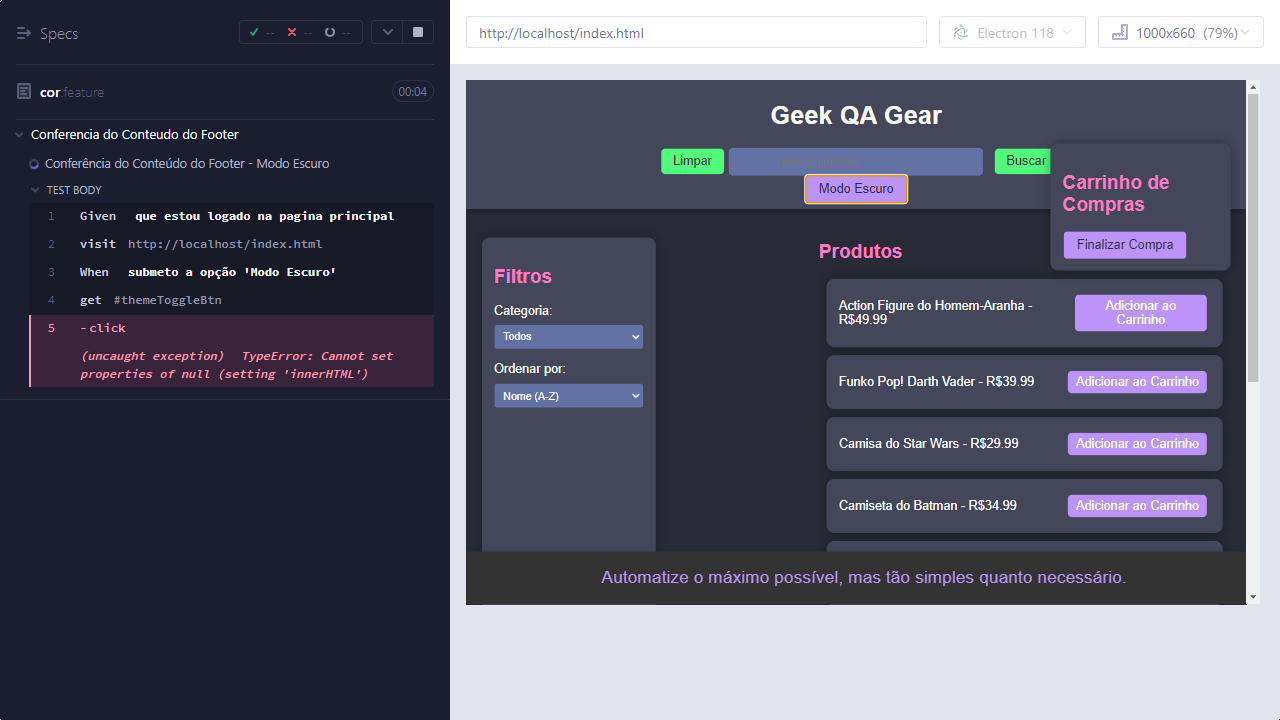 Specs
-- -- --
cor.feature
00:04
Conferencia do Conteudo do Footer
Conferência do Conteúdo do Footer - Modo Escuro
TEST BODY
1 Given que estou logado na pagina principal
2 visit http://localhost/index.html
3 When submeto a opção 'Modo Escuro'
4 get #themeToggleBtn
5 -click
(uncaught exception) TypeError: Cannot set
properties of null (setting 'innerHTML')
http://localhost/index.html
Electron 118
1000x660 (79%)
Geek QA Gear
Limpar
Buscar
Modo Escuro
Carrinho de
Compras
Finalizar Compra
Filtros
Categoria:
Todos
Ordenar por:
Nome (A-Z)
Produtos
Action Figure do Homem-Aranha -
R$49.99
Adicionar ao
Carrinho
Funko Pop! Darth Vader - R$39.99
Adicionar ao Carrinho
Camisa do Star Wars - R$29.99
Adicionar ao Carrinho
Camiseta do Batman - R$34.99
Adicionar ao Carrinho
Automatize o máximo possível, mas tão simples quanto necessário.